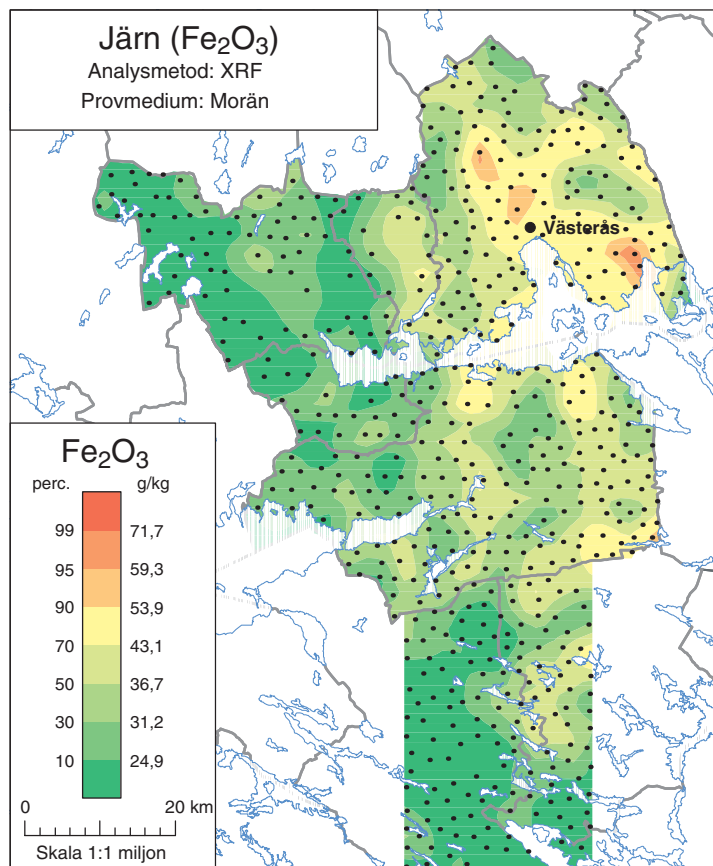 Järn (Fe₂O₃)
Analysmetod: XRF
Provmedium: Morän
Västerås
Fe₂O₃
perc. g/kg
99 71,7
95 59,3
90 53,9
70 43,1
50 36,7
30 31,2
10 24,9
0 20 km
Skala 1:1 miljon